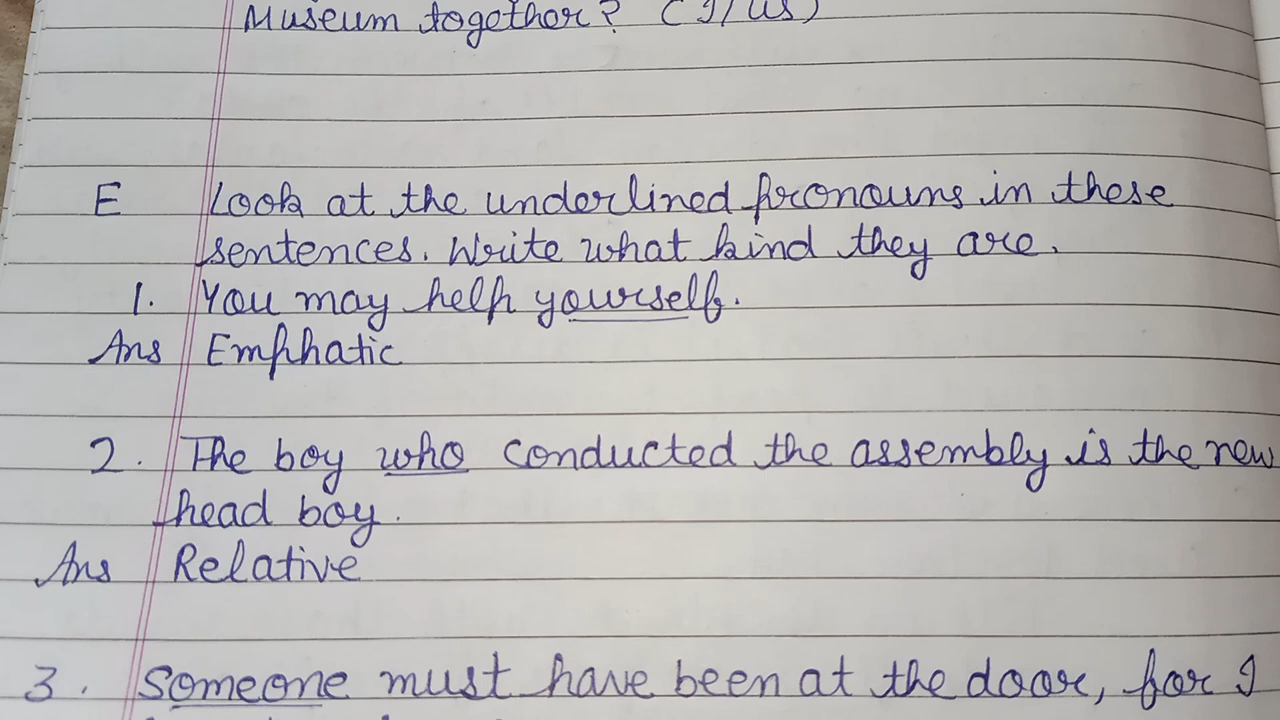 Museum together? (I/us)
E Look at the underlined pronouns in these
sentences. Write what kind they are.
1. You may help yourself.
Ans Emphatic
2. The boy who conducted the assembly is the new
head boy.
Ans Relative
3. Someone must have been at the door, for I